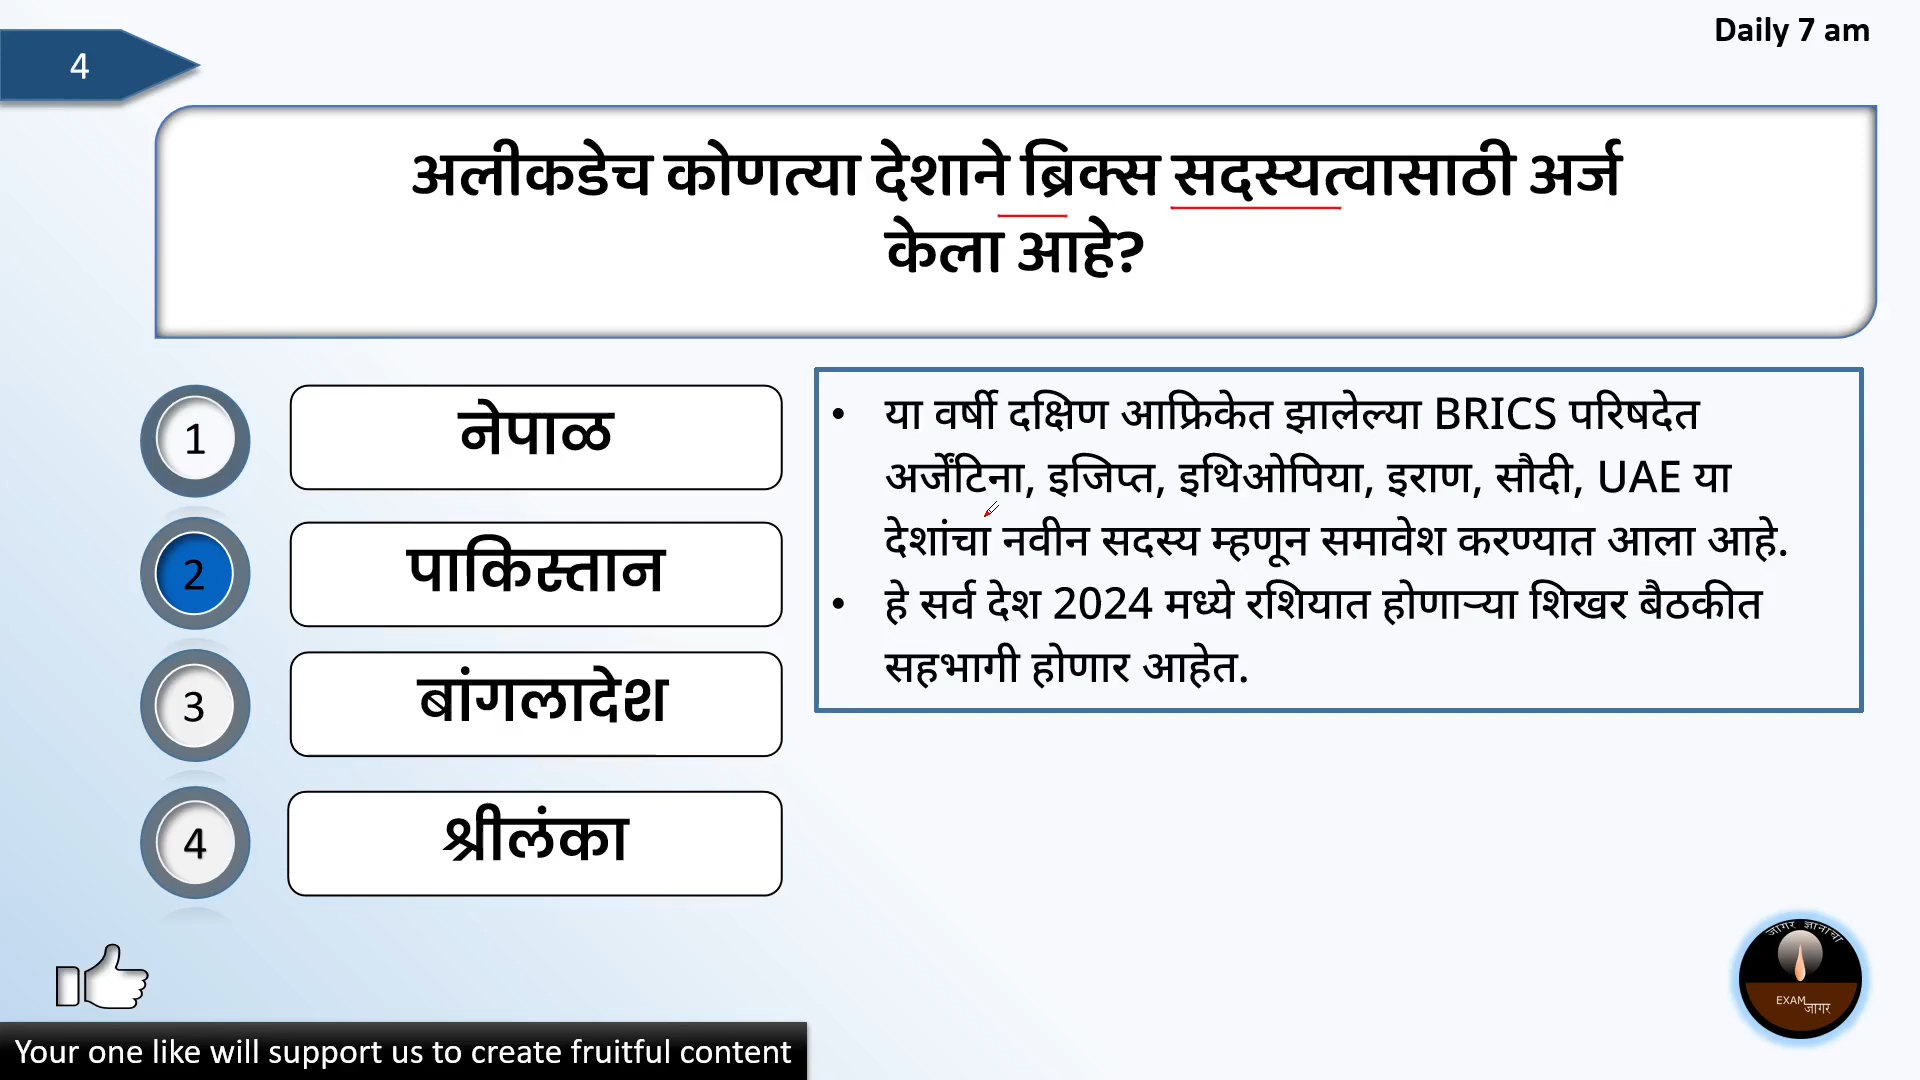 Daily 7 am
4
अलीकडेच कोणत्या देशाने ब्रिक्स सदस्यत्वासाठी अर्ज
केला आहे?
1
नेपाळ
2
पाकिस्तान
3
बांगलादेश
4
श्रीलंका
• या वर्षी दक्षिण आफ्रिकेत झालेल्या BRICS परिषदेत
अर्जेंटिना, इजिप्त, इथिओपिया, इराण, सौदी, UAE या
देशांचा नवीन सदस्य म्हणून समावेश करण्यात आला आहे.
• हे सर्व देश 2024 मध्ये रशियात होणाऱ्या शिखर बैठकीत
सहभागी होणार आहेत.
जागर ज्ञानाचा
EXAM
जागर
Your one like will support us to create fruitful content